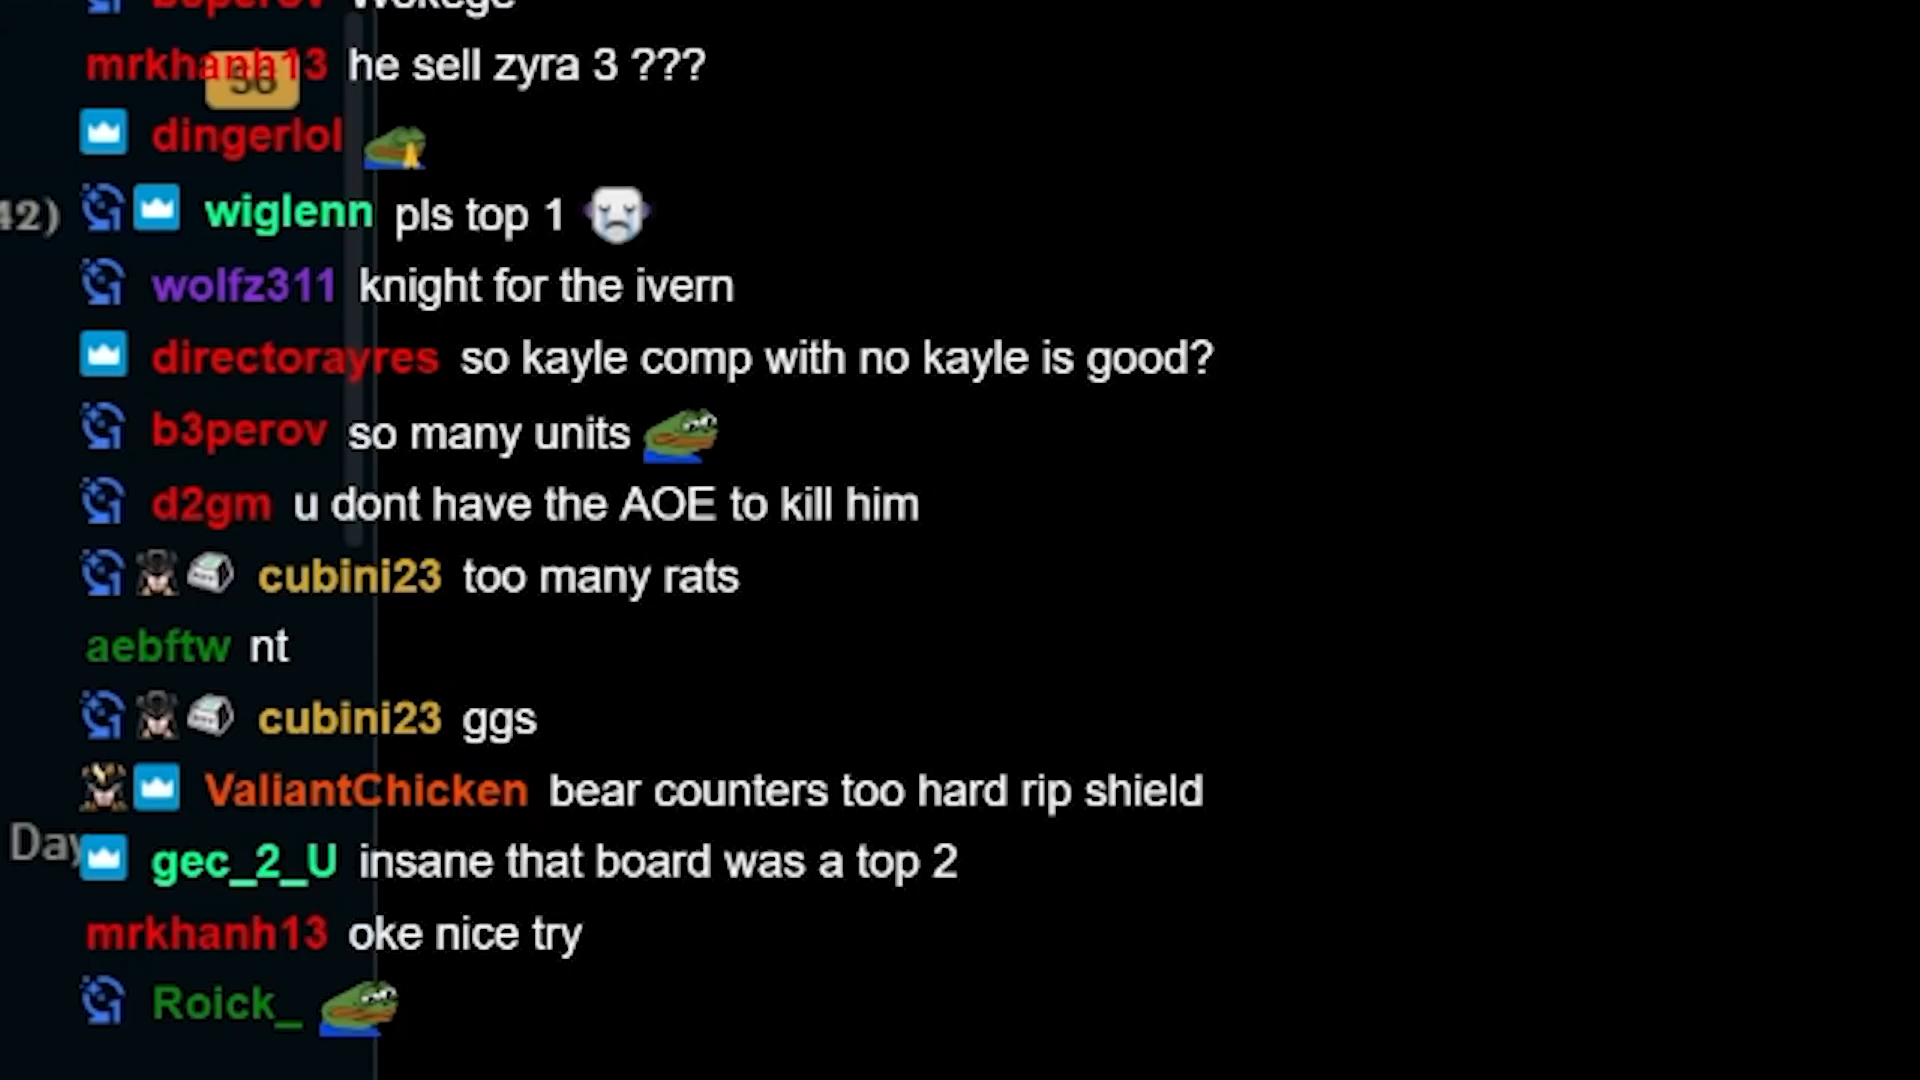 mrkhanh13 he sell zyra 3 ???
56
dingerlol
42) wiglenn pls top 1
wolfz311 knight for the ivern
directorayres so kayle comp with no kayle is good?
b3perov so many units
d2gm u dont have the AOE to kill him
cubini23 too many rats
aebftw nt
cubini23 ggs
ValiantChicken bear counters too hard rip shield
Day gec_2_U insane that board was a top 2
mrkhanh13 oke nice try
Roick_